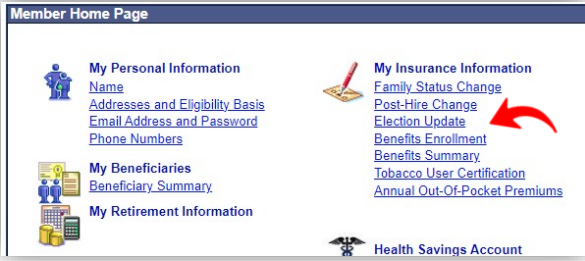 Member Home Page
My Personal Information
Name
Addresses and Eligibility Basis
Email Address and Password
Phone Numbers
My Beneficiaries
Beneficiary Summary
My Retirement Information
My Insurance Information
Family Status Change
Post-Hire Change
Election Update
Benefits Enrollment
Benefits Summary
Tobacco User Certification
Annual Out-Of-Pocket Premiums
Health Savings Account